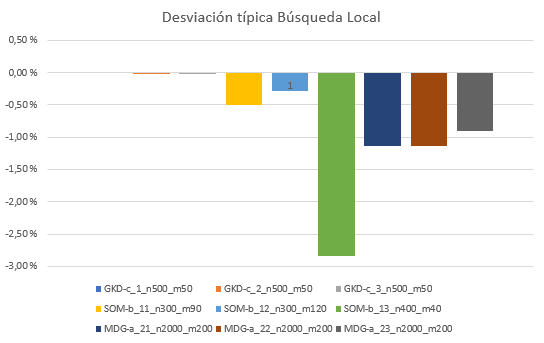 Desviación típica Búsqueda Local
0,50 %
0,00 %
-0,50 %
-1,00 %
-1,50 %
-2,00 %
-2,50 %
-3,00 %
1
GKD-c_1_n500_m50 GKD-c_2_n500_m50 GKD-c_3_n500_m50
SOM-b_11_n300_m90 SOM-b_12_n300_m120 SOM-b_13_n400_m40
MDG-a_21_n2000_m200 MDG-a_22_n2000_m200 MDG-a_23_n2000_m200